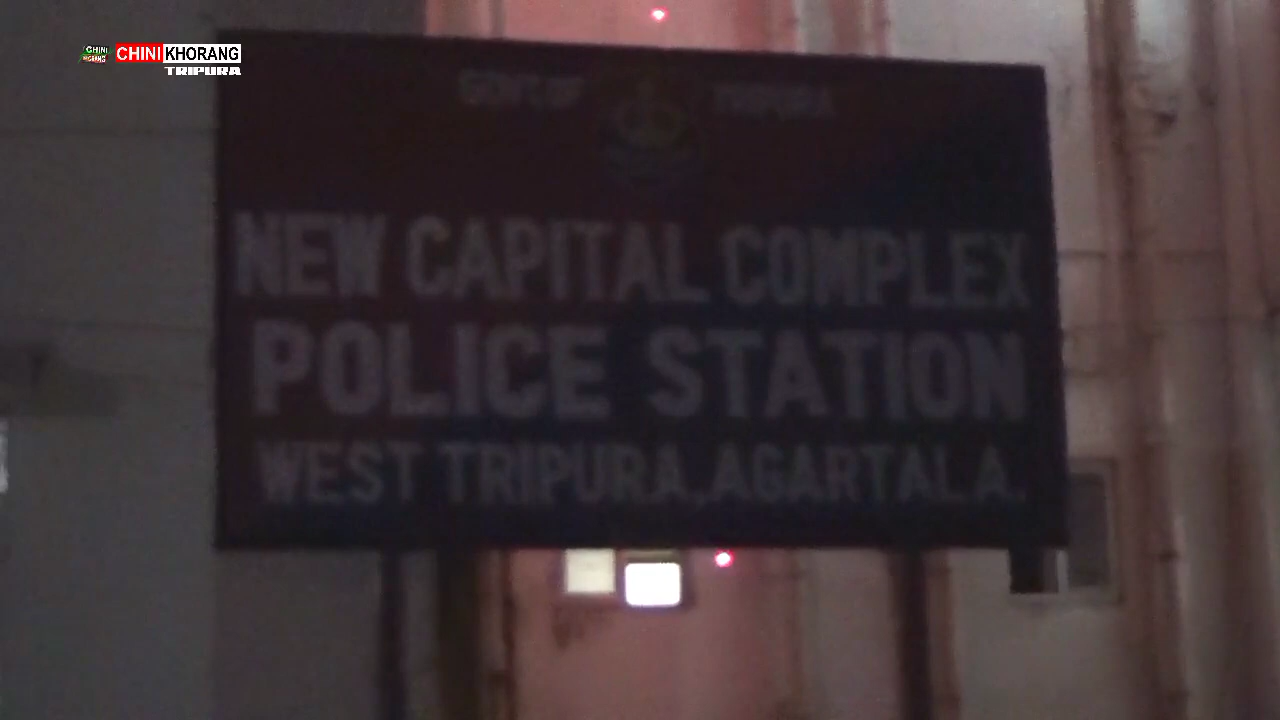 CHINI KHORANG
TRIPURA
GOVT. OF TRIPURA
NEW CAPITAL COMPLEX
POLICE STATION
WEST TRIPURA, AGARTALA.